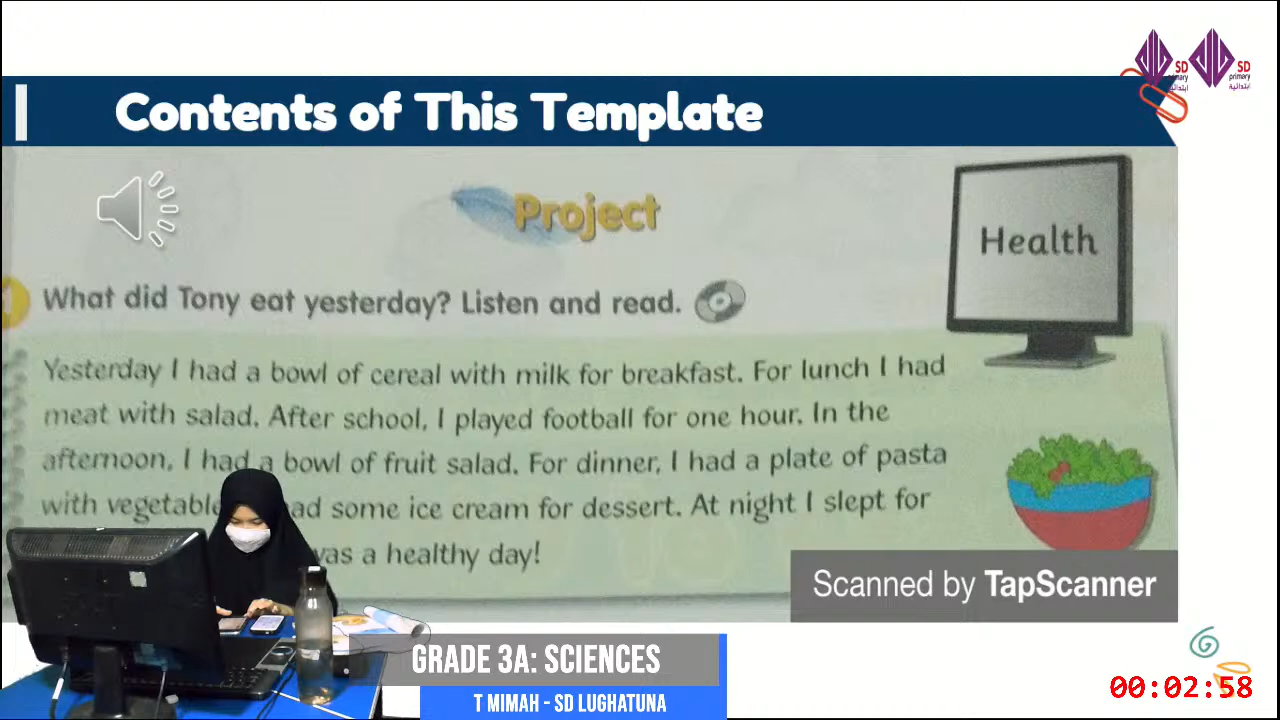 SD
primary
ابتدائية
SD
primary
ابتدائية
Contents of This Template
Project
Health
1 What did Tony eat yesterday? Listen and read.
Yesterday I had a bowl of cereal with milk for breakfast. For lunch I had
meat with salad. After school, I played football for one hour. In the
afternoon, I had a bowl of fruit salad. For dinner, I had a plate of pasta
with some ice cream for dessert. At night I slept for
was a healthy day!
Scanned by TapScanner
GRADE 3A: SCIENCES
T MIMAH - SD LUGHATUNA
00:02:58